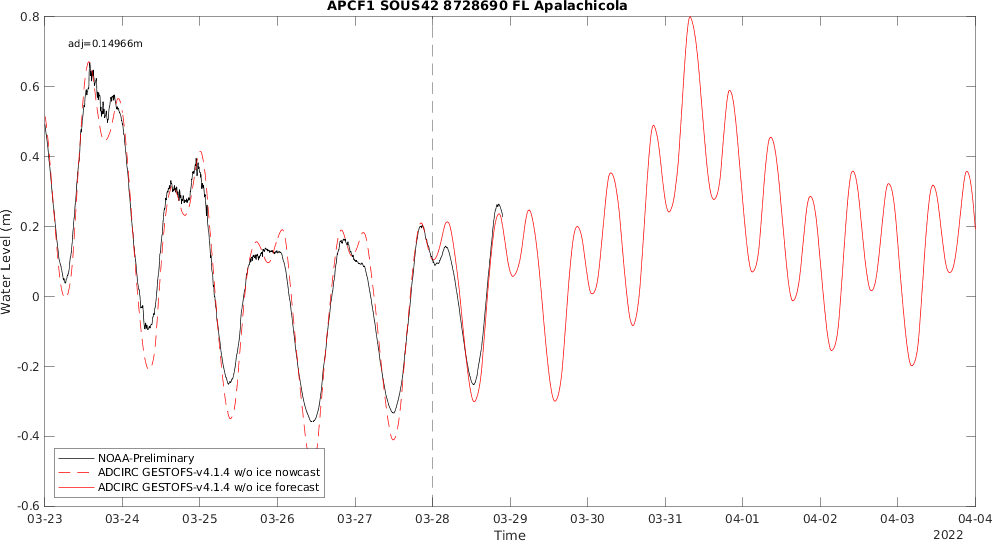 APCF1 SOUS42 8728690 FL Apalachicola
adj=0.14966m
0.8
0.6
0.4
0.2
0
-0.2
-0.4
-0.6
Water Level (m)
NOAA-Preliminary
ADCIRC GESTOFS-v4.1.4 w/o ice nowcast
ADCIRC GESTOFS-v4.1.4 w/o ice forecast
03-23 03-24 03-25 03-26 03-27 03-28 03-29 03-30 03-31 04-01 04-02 04-03 04-04
Time
2022